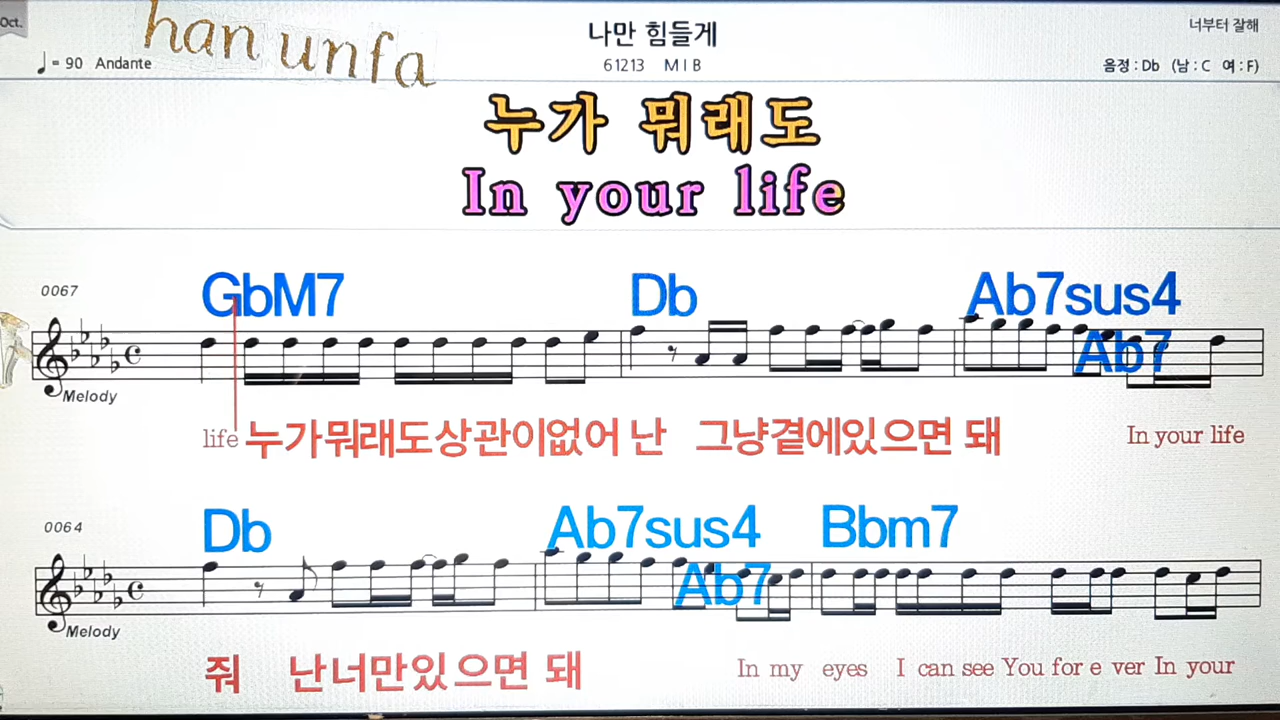 Oct.
han unfa
나만 힘들게
너부터 잘해
♩= 90 Andante
61213 M I B
음정 : Db (남 : C 여 : F)
누가 뭐래도
In your life
GbM7 Db Ab7sus4
0067
Ab7
Melody
life 누가뭐래도상관이없어 난 그냥곁에있으면 돼 In your life
Db Ab7sus4 Bbm7
0064
Ab7
Melody
줘 난너만있으면 돼 In my eyes I can see You for e ver In your